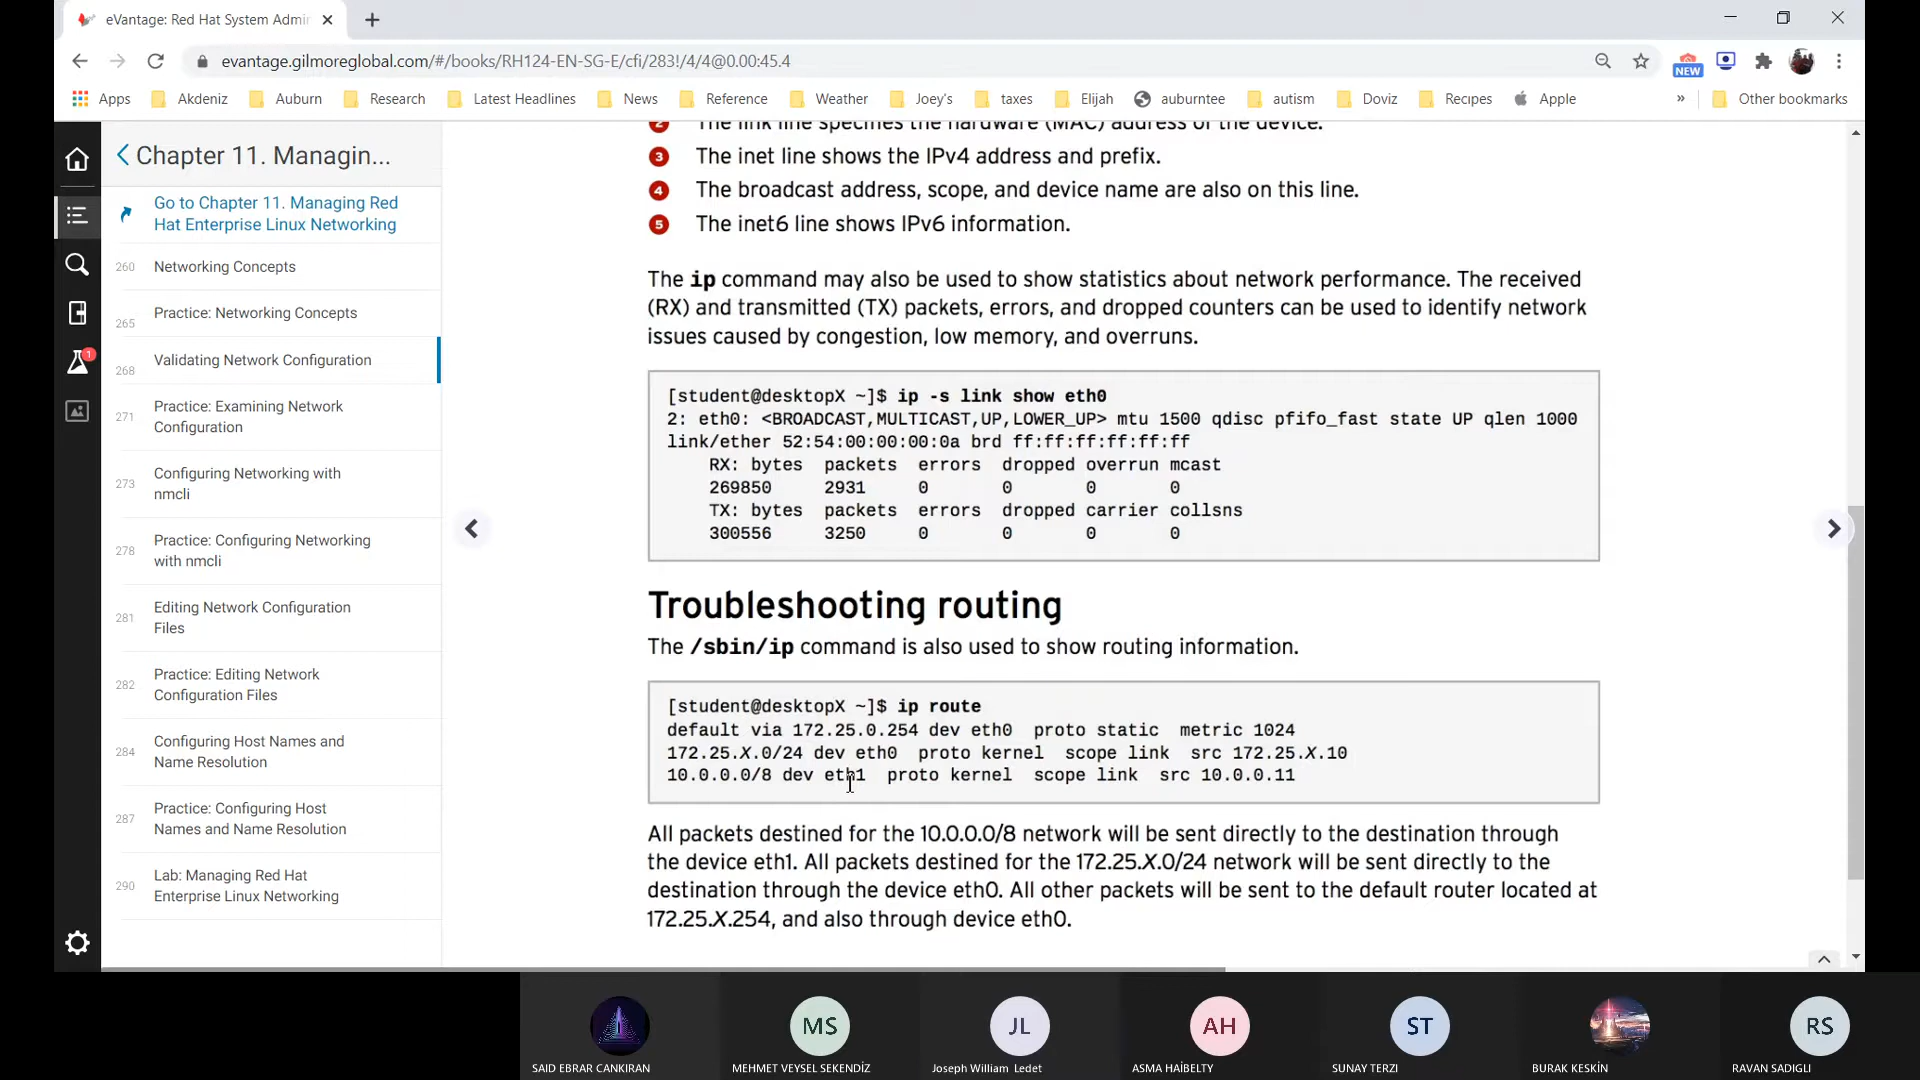 eVantage: Red Hat System Admi
evantage.gilmoreglobal.com/#/books/RH124-EN-SG-E/cfi/283!/4/4@0.00:45.4
NEW
Apps Akdeniz Auburn Research Latest Headlines News Reference Weather Joey's taxes Elijah auburntee autism Doviz Recipes Apple » Other bookmarks
Chapter 11. Managin...
Go to Chapter 11. Managing Red
Hat Enterprise Linux Networking
260 Networking Concepts
265 Practice: Networking Concepts
268 Validating Network Configuration
271 Practice: Examining Network
Configuration
273 Configuring Networking with
nmcli
278 Practice: Configuring Networking
with nmcli
281 Editing Network Configuration
Files
282 Practice: Editing Network
Configuration Files
284 Configuring Host Names and
Name Resolution
287 Practice: Configuring Host
Names and Name Resolution
290 Lab: Managing Red Hat
Enterprise Linux Networking
1
2 The link line specifies the hardware (MAC) address of the device.
3 The inet line shows the IPv4 address and prefix.
4 The broadcast address, scope, and device name are also on this line.
5 The inet6 line shows IPv6 information.
The ip command may also be used to show statistics about network performance. The received
(RX) and transmitted (TX) packets, errors, and dropped counters can be used to identify network
issues caused by congestion, low memory, and overruns.
[student@desktopX ~]$ ip -s link show eth0
2: eth0: <BROADCAST,MULTICAST,UP,LOWER_UP> mtu 1500 qdisc pfifo_fast state UP qlen 1000
link/ether 52:54:00:00:00:0a brd ff:ff:ff:ff:ff:ff
RX: bytes packets errors dropped overrun mcast
269850 2931 0 0 0 0
TX: bytes packets errors dropped carrier collsns
300556 3250 0 0 0 0
Troubleshooting routing
The /sbin/ip command is also used to show routing information.
[student@desktopX ~]$ ip route
default via 172.25.0.254 dev eth0 proto static metric 1024
172.25.X.0/24 dev eth0 proto kernel scope link src 172.25.X.10
10.0.0.0/8 dev eth1 proto kernel scope link src 10.0.0.11
All packets destined for the 10.0.0.0/8 network will be sent directly to the destination through
the device eth1. All packets destined for the 172.25.X.0/24 network will be sent directly to the
destination through the device eth0. All other packets will be sent to the default router located at
172.25.X.254, and also through device eth0.
MS JL AH ST RS
SAID EBRAR CANKIRAN MEHMET VEYSEL SEKENDİZ Joseph William Ledet ASMA HAİBELTY SUNAY TERZI BURAK KESKİN RAVAN SADIGLI